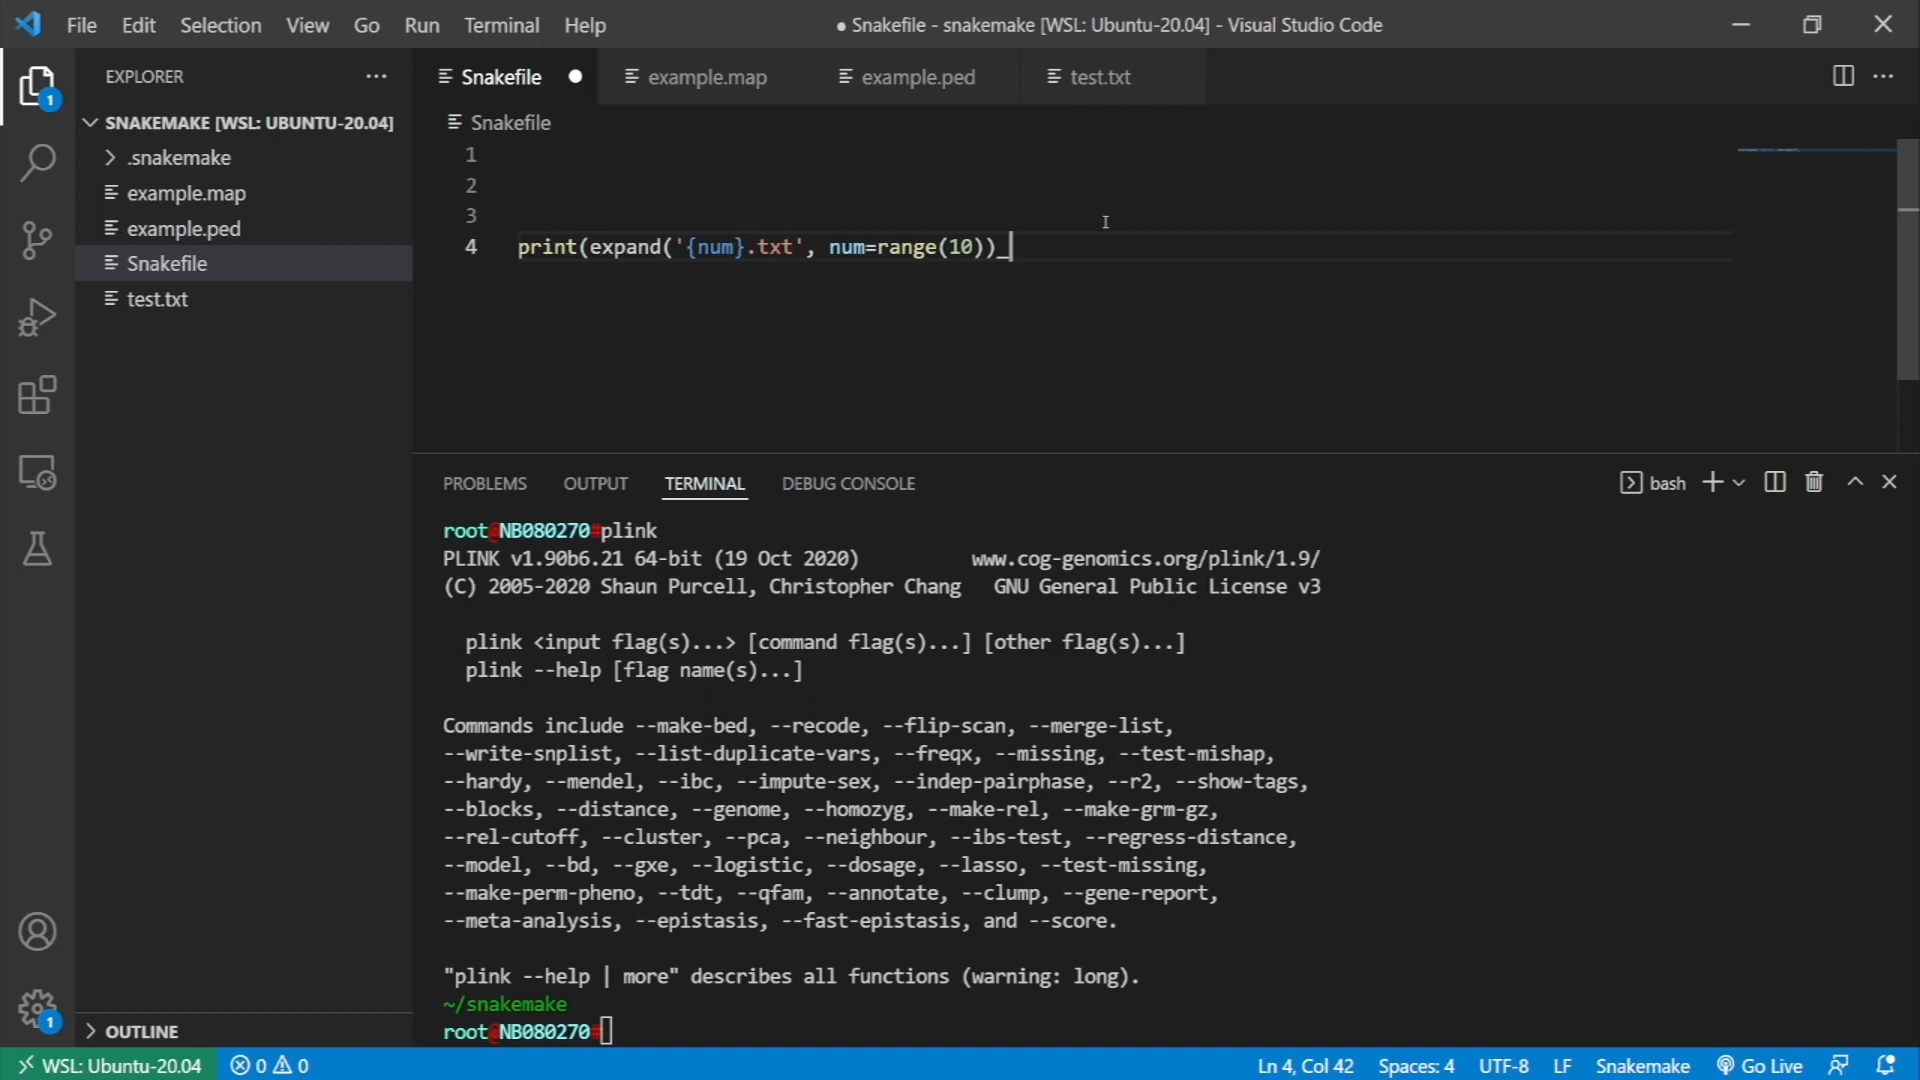 File Edit Selection View Go Run Terminal Help
● Snakefile - snakemake [WSL: Ubuntu-20.04] - Visual Studio Code
EXPLORER
1
SNAKEMAKE [WSL: UBUNTU-20.04]
.snakemake
example.map
example.ped
Snakefile
test.txt
OUTLINE
1
Snakefile example.map example.ped test.txt
Snakefile
1
2
3
4 print(expand('{num}.txt', num=range(10))_
PROBLEMS OUTPUT TERMINAL DEBUG CONSOLE
bash
root@NB080270#plink
PLINK v1.90b6.21 64-bit (19 Oct 2020) www.cog-genomics.org/plink/1.9/
(C) 2005-2020 Shaun Purcell, Christopher Chang GNU General Public License v3
plink <input flag(s)...> [command flag(s)...] [other flag(s)...]
plink --help [flag name(s)...]
Commands include --make-bed, --recode, --flip-scan, --merge-list,
--write-snplist, --list-duplicate-vars, --freqx, --missing, --test-mishap,
--hardy, --mendel, --ibc, --impute-sex, --indep-pairphase, --r2, --show-tags,
--blocks, --distance, --genome, --homozyg, --make-rel, --make-grm-gz,
--rel-cutoff, --cluster, --pca, --neighbour, --ibs-test, --regress-distance,
--model, --bd, --gxe, --logistic, --dosage, --lasso, --test-missing,
--make-perm-pheno, --tdt, --qfam, --annotate, --clump, --gene-report,
--meta-analysis, --epistasis, --fast-epistasis, and --score.
"plink --help | more" describes all functions (warning: long).
~/snakemake
root@NB080270#
WSL: Ubuntu-20.04 0 0 Ln 4, Col 42 Spaces: 4 UTF-8 LF Snakemake Go Live